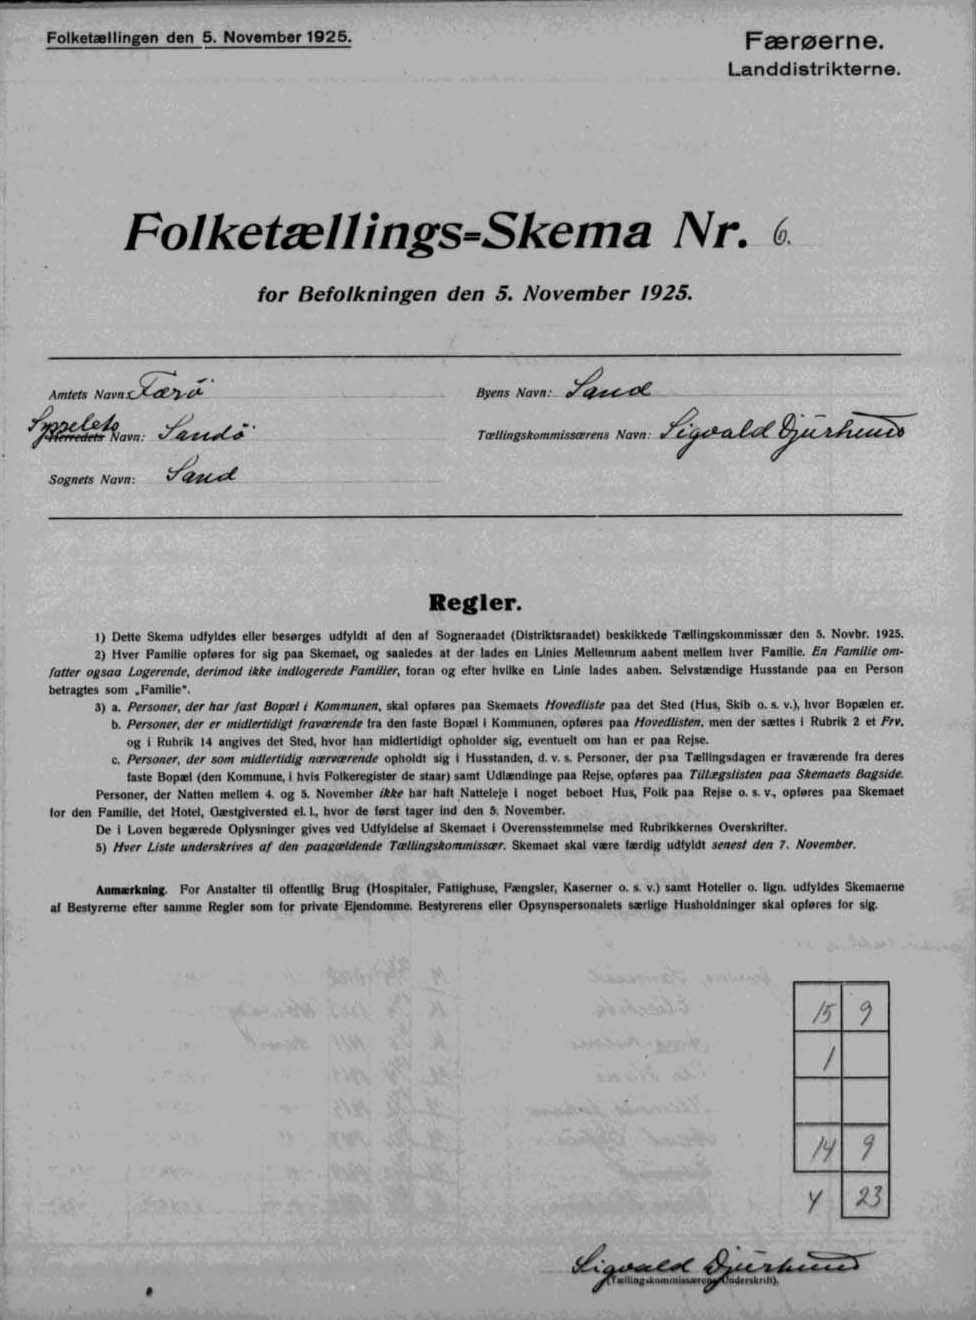 Folketællingen den 5. November 1925.
Færøerne.
Landdistrikterne.
Folketællings=Skema Nr. 6.
for Befolkningen den 5. November 1925.
Amtets Navn: Færö
Byens Navn: Sand
Sysselets
Herredets Navn: Sandö
Tællingskommissærens Navn: Sigvald Djurhuus
Sognets Navn: Sand
Regler.
1) Dette Skema udfyldes eller besørges udfyldt af den af Sogneraadet (Distriktsraadet) beskikkede Tællingskommissær den 5. Novbr. 1925.
2) Hver Familie opføres for sig paa Skemaet, og saaledes at der lades en Linies Mellemrum aabent mellem hver Familie. En Familie om-
fatter ogsaa Logerende, derimod ikke indlogerede Familier, foran og efter hvilke en Linie lades aaben. Selvstændige Husstande paa en Person
betragtes som „Familie".
3) a. Personer, der har fast Bopæl i Kommunen, skal opføres paa Skemaets Hovedliste paa det Sted (Hus, Skib o. s. v.), hvor Bopælen er.
b. Personer, der er midlertidigt fraværende fra den faste Bopæl i Kommunen, opføres paa Hovedlisten, men der sættes i Rubrik 2 et Frv.
og i Rubrik 14 angives det Sted, hvor han midlertidigt opholder sig, eventuelt om han er paa Rejse.
c. Personer, der som midlertidig nærværende opholdt sig i Husstanden, d. v. s. Personer, der paa Tællingsdagen er fraværende fra deres
faste Bopæl (den Kommune, i hvis Folkeregister de staar) samt Udlændinge paa Rejse, opføres paa Tillægslisten paa Skemaets Bagside.
Personer, der Natten mellem 4. og 5. November ikke har haft Natteleje i noget beboet Hus, Folk paa Rejse o. s. v., opføres paa Skemaet
for den Familie, det Hotel, Gæstgiversted el. l., hvor de først tager ind den 5. November.
De i Loven begærede Oplysninger gives ved Udfyldelse af Skemaet i Overensstemmelse med Rubrikkernes Overskrifter.
5) Hver Liste underskrives af den paagældende Tællingskommissær. Skemaet skal være færdig udfyldt senest den 7. November.
Anmærkning. For Anstalter til offentlig Brug (Hospitaler, Fattighuse, Fængsler, Kaserner o. s. v.) samt Hoteller o. lign. udfyldes Skemaerne
af Bestyrerne efter samme Regler som for private Ejendomme. Bestyrerens eller Opsynspersonalets særlige Husholdninger skal opføres for sig.
15 9
1
14 9
4 23
Sigvald Djurhuus
(Tællingskommissærens Underskrift).